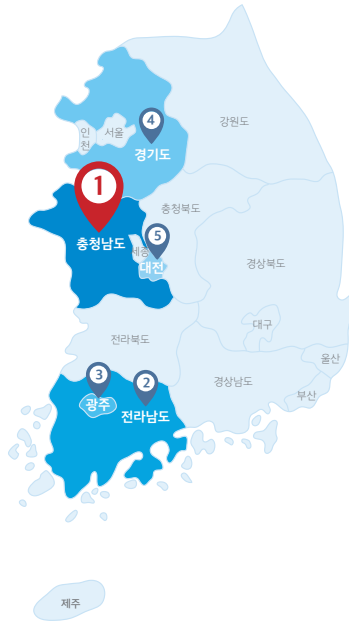 강원도
4
인
천
서울
경기도
1
충청남도
충청북도
5
세종
대전
경상북도
대구
전라북도
울산
3
2
경상남도
부산
광주
전라남도
제주